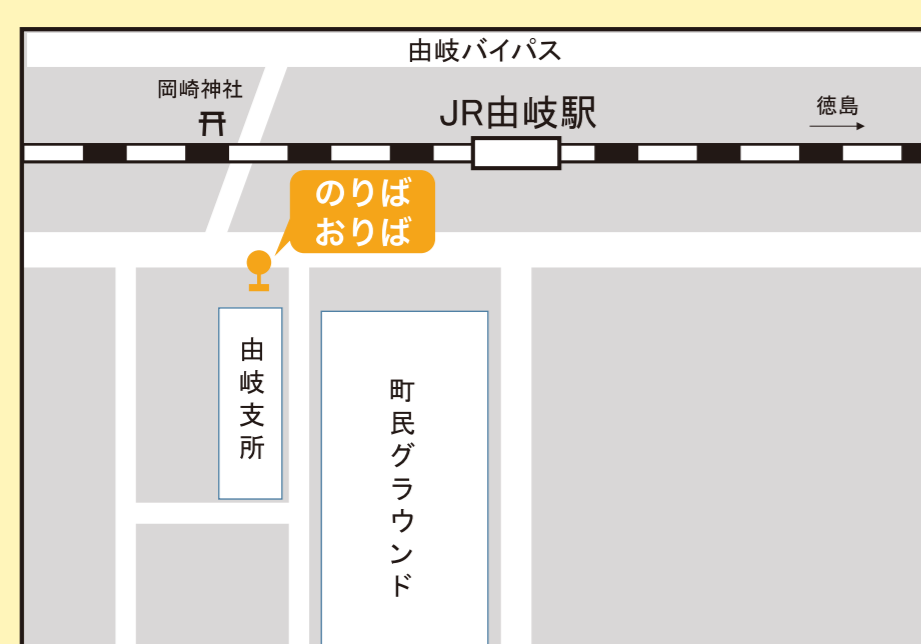 由岐バイパス
岡崎神社
JR由岐駅
徳島
のりば
おりば
由岐支所
町民グラウンド